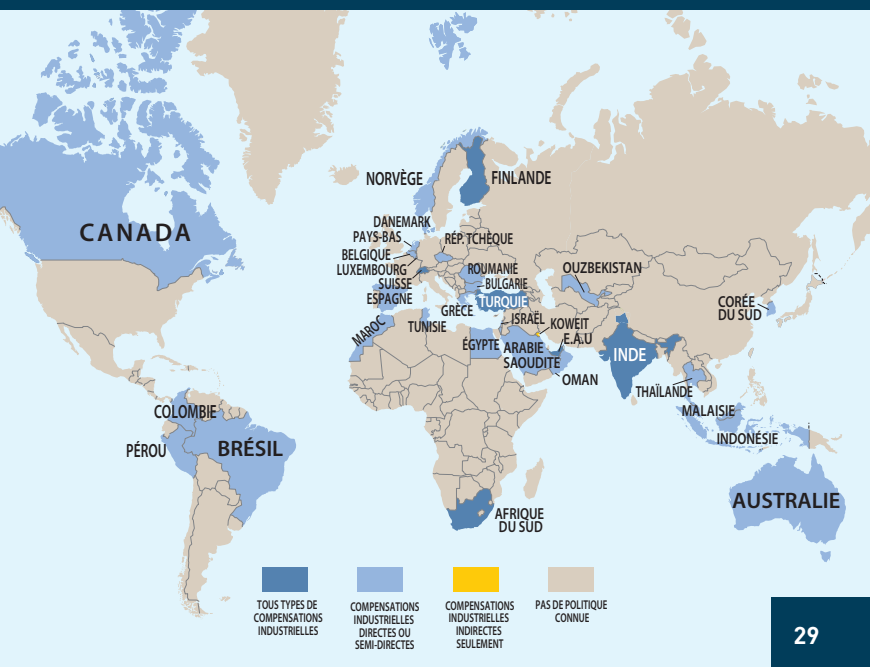 NORVÈGE
FINLANDE
CANADA
DANEMARK
PAYS-BAS
RÉP. TCHÈQUE
BELGIQUE
LUXEMBOURG
SUISSE
ESPAGNE
ROUMANIE
BULGARIE
OUZBEKISTAN
TURQUIE
GRÈCE
CORÉE
DU SUD
MAROC
TUNISIE
ISRAËL
KOWEIT
E.A.U
ÉGYPTE
ARABIE
SAOUDITE
INDE
OMAN
THAÏLANDE
COLOMBIE
MALAISIE
PÉROU
BRÉSIL
INDONÉSIE
AUSTRALIE
AFRIQUE
DU SUD
TOUS TYPES DE
COMPENSATIONS
INDUSTRIELLES
COMPENSATIONS
INDUSTRIELLES
DIRECTES OU
SEMI-DIRECTES
COMPENSATIONS
INDUSTRIELLES
INDIRECTES
SEULEMENT
PAS DE POLITIQUE
CONNUE
29